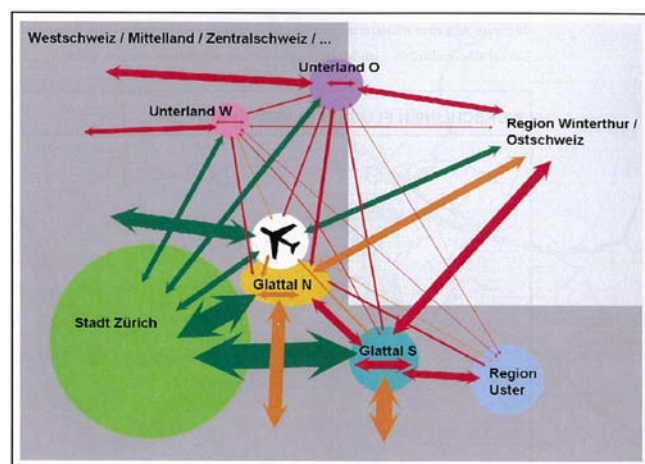 Westschweiz / Mittelland / Zentralschweiz / ...
Unterland O
Unterland W
Region Winterthur /
Ostschweiz
Glattal N
Stadt Zürich
Glattal S
Region
Uster